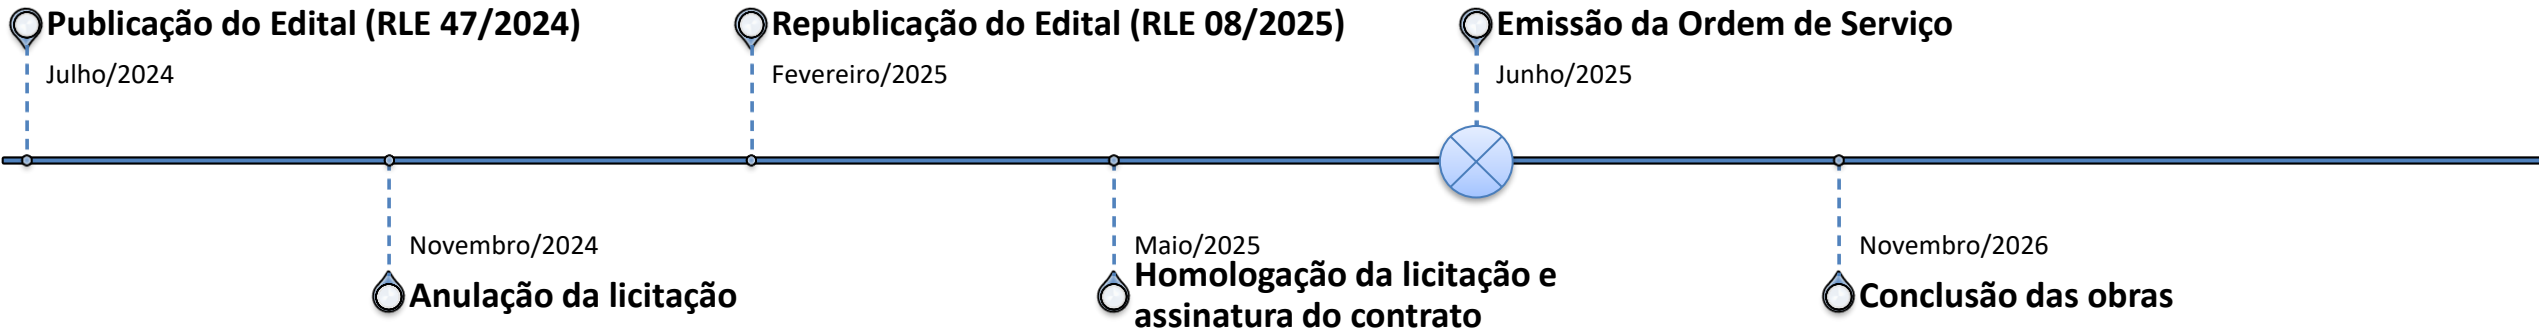 Publicação do Edital (RLE 47/2024)
Julho/2024
Novembro/2024
Anulação da licitação
Republicação do Edital (RLE 08/2025)
Fevereiro/2025
Maio/2025
Homologação da licitação e
assinatura do contrato
Emissão da Ordem de Serviço
Junho/2025
Novembro/2026
Conclusão das obras